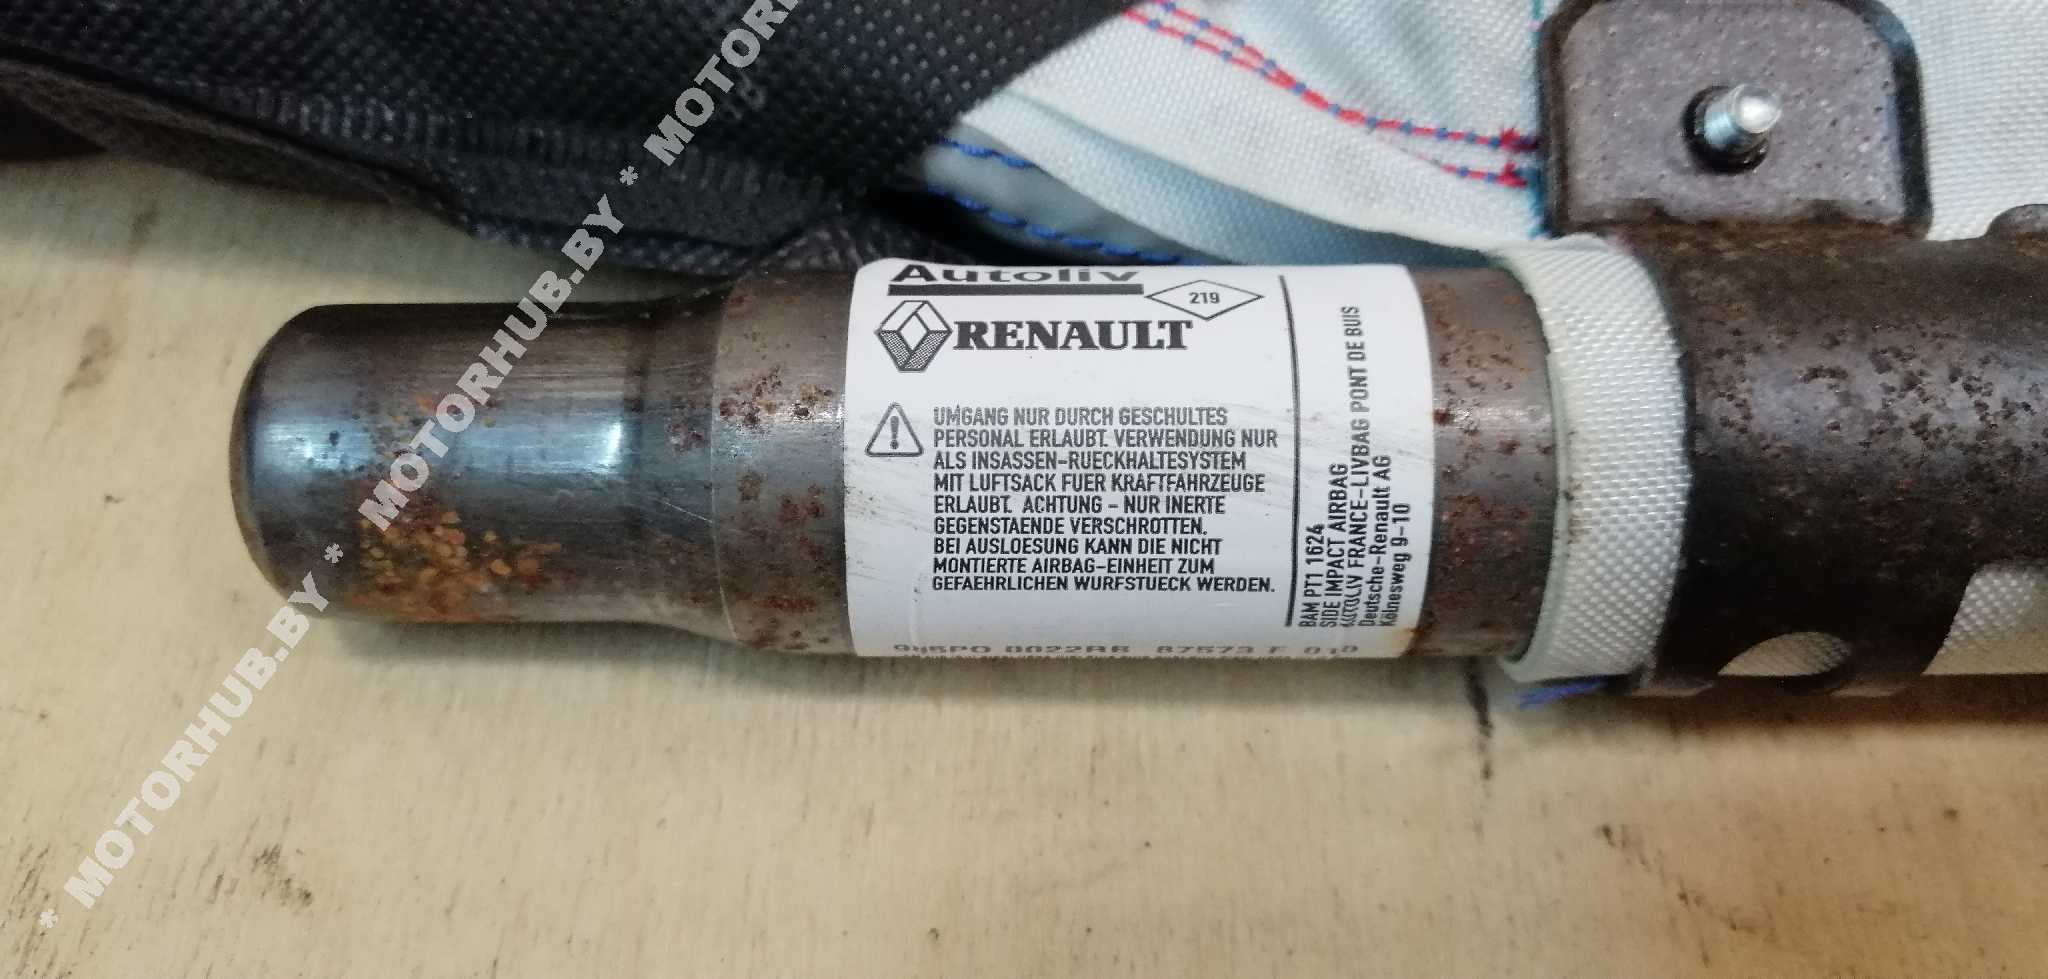 Autoliv
219
RENAULT
UMGANG NUR DURCH GESCHULTES
PERSONAL ERLAUBT. VERWENDUNG NUR
ALS INSASSEN-RUECKHALTESYSTEM
MIT LUFTSACK FUER KRAFTFAHRZEUGE
ERLAUBT. ACHTUNG - NUR INERTE
GEGENSTAENDE VERSCHROTTEN.
BEI AUSLOESUNG KANN DIE NICHT
MONTIERTE AIRBAG-EINHEIT ZUM
GEFAEHRLICHEN WURFSTUECK WERDEN.
BAM PT1 1624
SIDE IMPACT AIRBAG
AUTOLIV FRANCE-LIVBAG PONT DE BUIS
Deutsche-Renault AG
Kölnesweg 9-10
87573 F
* MOTORHUB.BY * MOTORHUB.BY * MOTORH